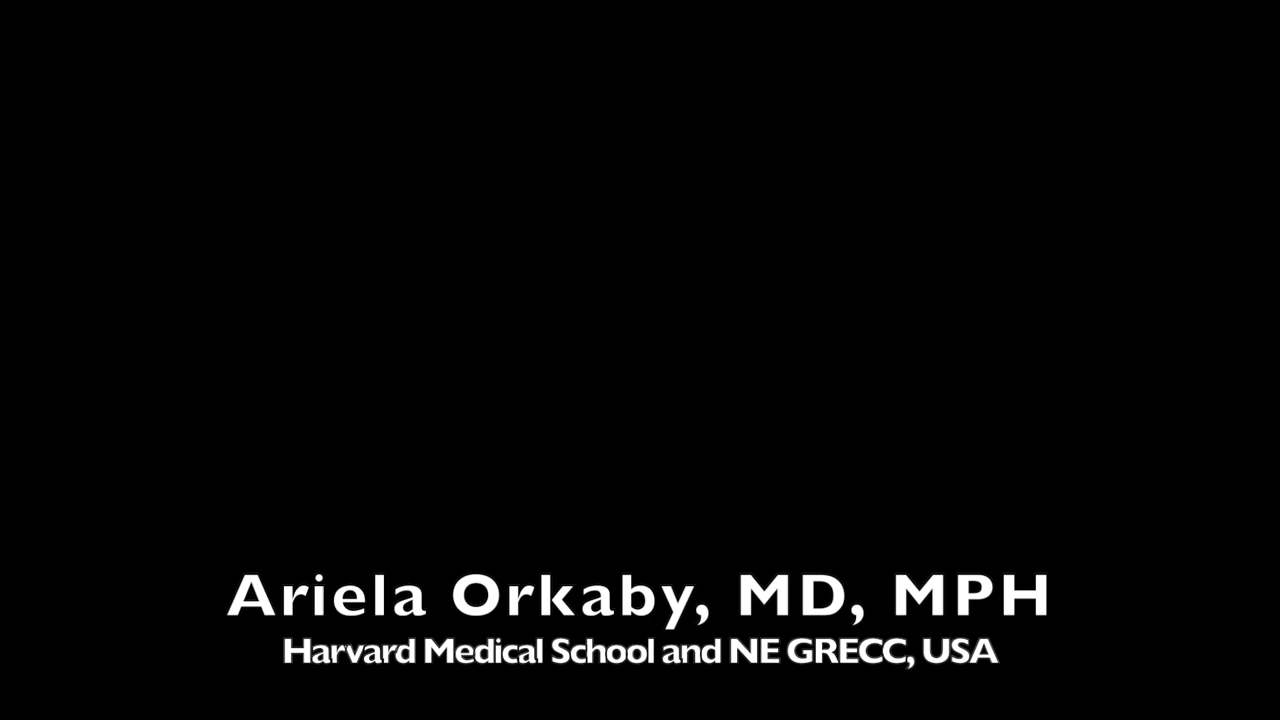 Ariela Orkaby, MD, MPH
Harvard Medical School and NE GRECC, USA